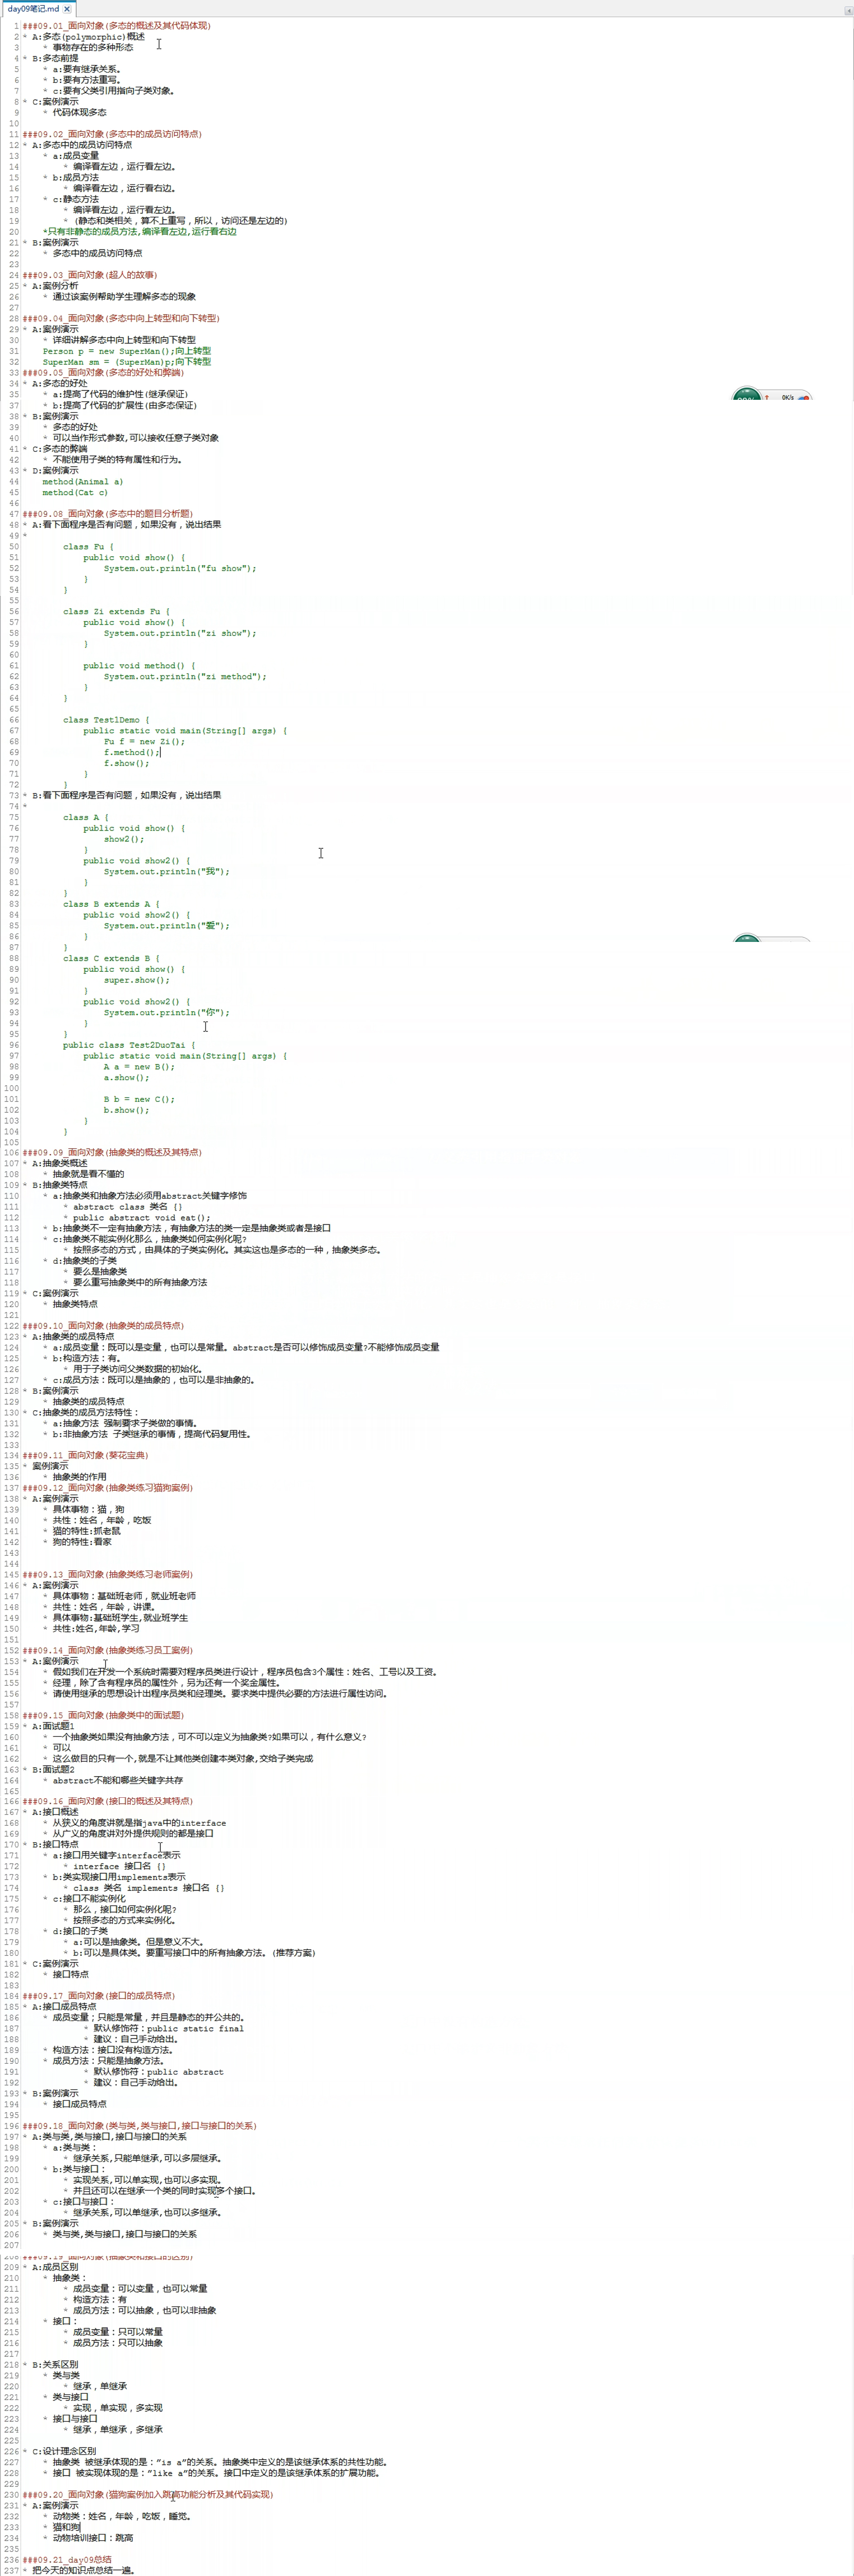 day09笔记.md
1 ###09.01_面向对象(多态的概述及其代码体现)
2 * A:多态(polymorphic)概述
3 * 事物存在的多种形态
4 * B:多态前提
5 * a:要有继承关系。
6 * b:要有方法重写。
7 * c:要有父类引用指向子类对象。
8 * C:案例演示
9 * 代码体现多态
10
11 ###09.02_面向对象(多态中的成员访问特点)
12 * A:多态中的成员访问特点
13 * a:成员变量
14 * 编译看左边，运行看左边。
15 * b:成员方法
16 * 编译看左边，运行看右边。
17 * c:静态方法
18 * 编译看左边，运行看左边。
19 * (静态和类相关，算不上重写，所以，访问还是左边的)
20 *只有非静态的成员方法,编译看左边,运行看右边
21 * B:案例演示
22 * 多态中的成员访问特点
23
24 ###09.03_面向对象(超人的故事)
25 * A:案例分析
26 * 通过该案例帮助学生理解多态的现象
27
28 ###09.04_面向对象(多态中向上转型和向下转型)
29 * A:案例演示
30 * 详细讲解多态中向上转型和向下转型
31 Person p = new SuperMan();向上转型
32 SuperMan sm = (SuperMan)p;向下转型
33 ###09.05_面向对象(多态的好处和弊端)
34 * A:多态的好处
35 * a:提高了代码的维护性(继承保证)
37 * b:提高了代码的扩展性(由多态保证)
0K/s
38 * B:案例演示
39 * 多态的好处
40 * 可以当作形式参数,可以接收任意子类对象
41 * C:多态的弊端
42 * 不能使用子类的特有属性和行为。
43 * D:案例演示
44 method(Animal a)
45 method(Cat c)
46
47 ###09.08_面向对象(多态中的题目分析题)
48 * A:看下面程序是否有问题，如果没有，说出结果
49 *
50 class Fu {
51 public void show() {
52 System.out.println("fu show");
53 }
54 }
55
56 class Zi extends Fu {
57 public void show() {
58 System.out.println("zi show");
59 }
60
61 public void method() {
62 System.out.println("zi method");
63 }
64 }
65
66 class Test1Demo {
67 public static void main(String[] args) {
68 Fu f = new Zi();
69 f.method();
70 f.show();
71 }
72 }
73 * B:看下面程序是否有问题，如果没有，说出结果
74 *
75 class A {
76 public void show() {
77 show2();
78 }
79 public void show2() {
80 System.out.println("我");
81 }
82 }
83 class B extends A {
84 public void show2() {
85 System.out.println("爱");
86 }
87 }
88 class C extends B {
89 public void show() {
90 super.show();
91 }
92 public void show2() {
93 System.out.println("你");
94 }
95 }
96 public class Test2DuoTai {
97 public static void main(String[] args) {
98 A a = new B();
99 a.show();
100
101 B b = new C();
102 b.show();
103 }
104 }
105
106 ###09.09_面向对象(抽象类的概述及其特点)
107 * A:抽象类概述
108 * 抽象就是看不懂的
109 * B:抽象类特点
110 * a:抽象类和抽象方法必须用abstract关键字修饰
111 * abstract class 类名 {}
112 * public abstract void eat();
113 * b:抽象类不一定有抽象方法，有抽象方法的类一定是抽象类或者是接口
114 * c:抽象类不能实例化那么，抽象类如何实例化呢?
115 * 按照多态的方式，由具体的子类实例化。其实这也是多态的一种，抽象类多态。
116 * d:抽象类的子类
117 * 要么是抽象类
118 * 要么重写抽象类中的所有抽象方法
119 * C:案例演示
120 * 抽象类特点
121
122 ###09.10_面向对象(抽象类的成员特点)
123 * A:抽象类的成员特点
124 * a:成员变量：既可以是变量，也可以是常量。abstract是否可以修饰成员变量?不能修饰成员变量
125 * b:构造方法：有。
126 * 用于子类访问父类数据的初始化。
127 * c:成员方法：既可以是抽象的，也可以是非抽象的。
128 * B:案例演示
129 * 抽象类的成员特点
130 * C:抽象类的成员方法特性：
131 * a:抽象方法 强制要求子类做的事情。
132 * b:非抽象方法 子类继承的事情，提高代码复用性。
133
134 ###09.11_面向对象(葵花宝典)
135 * 案例演示
136 * 抽象类的作用
137 ###09.12_面向对象(抽象类练习猫狗案例)
138 * A:案例演示
139 * 具体事物：猫，狗
140 * 共性：姓名，年龄，吃饭
141 * 猫的特性:抓老鼠
142 * 狗的特性:看家
143
144
145 ###09.13_面向对象(抽象类练习老师案例)
146 * A:案例演示
147 * 具体事物：基础班老师，就业班老师
148 * 共性：姓名，年龄，讲课。
149 * 具体事物:基础班学生,就业班学生
150 * 共性:姓名,年龄,学习
151
152 ###09.14_面向对象(抽象类练习员工案例)
153 * A:案例演示
154 * 假如我们在开发一个系统时需要对程序员类进行设计，程序员包含3个属性：姓名、工号以及工资。
155 * 经理，除了含有程序员的属性外，另为还有一个奖金属性。
156 * 请使用继承的思想设计出程序员类和经理类。要求类中提供必要的方法进行属性访问。
157
158 ###09.15_面向对象(抽象类中的面试题)
159 * A:面试题1
160 * 一个抽象类如果没有抽象方法，可不可以定义为抽象类?如果可以，有什么意义?
161 * 可以
162 * 这么做目的只有一个,就是不让其他类创建本类对象,交给子类完成
163 * B:面试题2
164 * abstract不能和哪些关键字共存
165
166 ###09.16_面向对象(接口的概述及其特点)
167 * A:接口概述
168 * 从狭义的角度讲就是指java中的interface
169 * 从广义的角度讲对外提供规则的都是接口
170 * B:接口特点
171 * a:接口用关键字interface表示
172 * interface 接口名 {}
173 * b:类实现接口用implements表示
174 * class 类名 implements 接口名 {}
175 * c:接口不能实例化
176 * 那么，接口如何实例化呢?
177 * 按照多态的方式来实例化。
178 * d:接口的子类
179 * a:可以是抽象类。但是意义不大。
180 * b:可以是具体类。要重写接口中的所有抽象方法。(推荐方案)
181 * C:案例演示
182 * 接口特点
183
184 ###09.17_面向对象(接口的成员特点)
185 * A:接口成员特点
186 * 成员变量；只能是常量，并且是静态的并公共的。
187 * 默认修饰符：public static final
188 * 建议：自己手动给出。
189 * 构造方法：接口没有构造方法。
190 * 成员方法：只能是抽象方法。
191 * 默认修饰符：public abstract
192 * 建议：自己手动给出。
193 * B:案例演示
194 * 接口成员特点
195
196 ###09.18_面向对象(类与类,类与接口,接口与接口的关系)
197 * A:类与类,类与接口,接口与接口的关系
198 * a:类与类：
199 * 继承关系,只能单继承,可以多层继承。
200 * b:类与接口：
201 * 实现关系,可以单实现,也可以多实现。
202 * 并且还可以在继承一个类的同时实现多个接口。
203 * c:接口与接口：
204 * 继承关系,可以单继承,也可以多继承。
205 * B:案例演示
206 * 类与类,类与接口,接口与接口的关系
207
208 ###09.19_面向对象(抽象类和接口的区别)
209 * A:成员区别
210 * 抽象类：
211 * 成员变量：可以变量，也可以常量
212 * 构造方法：有
213 * 成员方法：可以抽象，也可以非抽象
214 * 接口：
215 * 成员变量：只可以常量
216 * 成员方法：只可以抽象
217
218 * B:关系区别
219 * 类与类
220 * 继承，单继承
221 * 类与接口
222 * 实现，单实现，多实现
223 * 接口与接口
224 * 继承，单继承，多继承
225
226 * C:设计理念区别
227 * 抽象类 被继承体现的是："is a"的关系。抽象类中定义的是该继承体系的共性功能。
228 * 接口 被实现体现的是："like a"的关系。接口中定义的是该继承体系的扩展功能。
229
230 ###09.20_面向对象(猫狗案例加入跳高功能分析及其代码实现)
231 * A:案例演示
232 * 动物类：姓名，年龄，吃饭，睡觉。
233 * 猫和狗
234 * 动物培训接口：跳高
235
236 ###09.21_day09总结
237 * 把今天的知识点总结一遍。